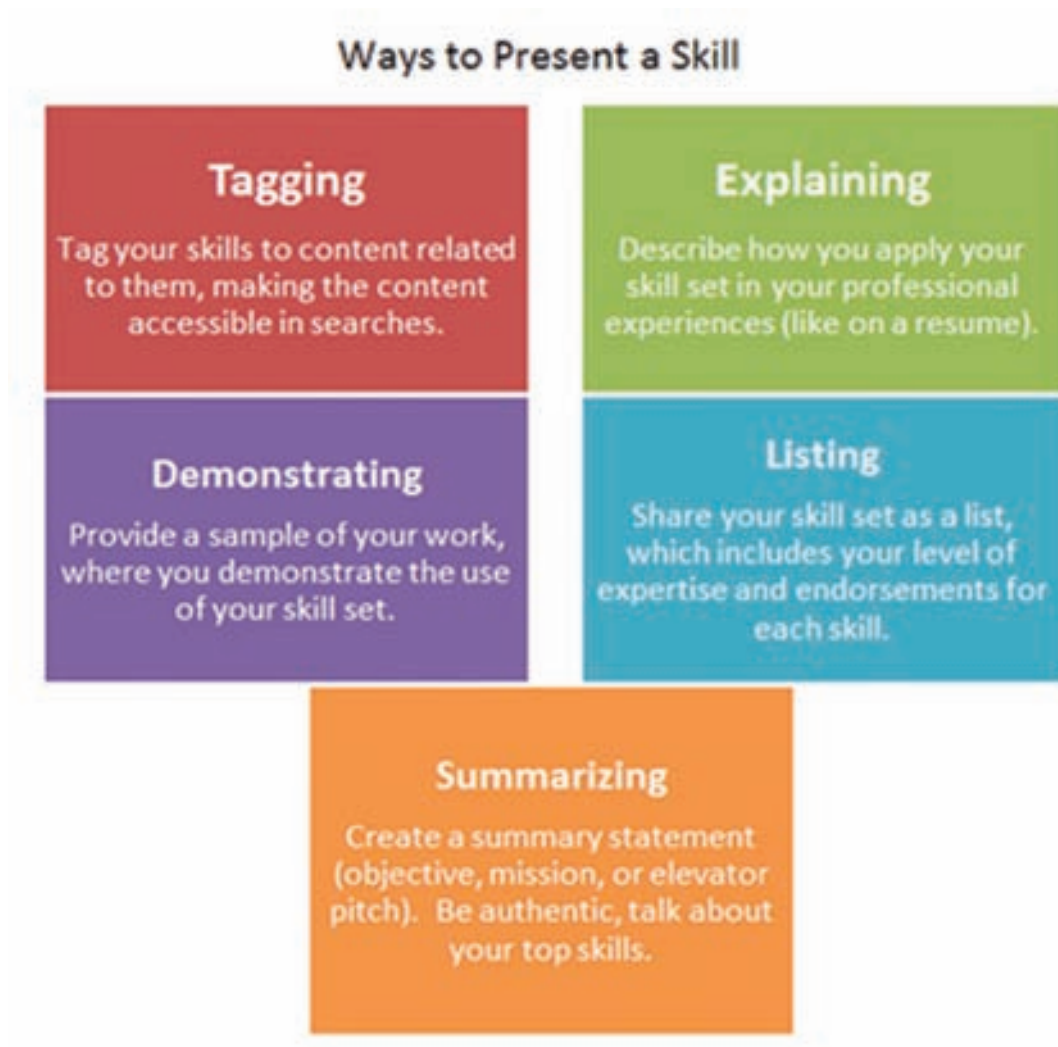 Ways to Present a Skill
Tagging
Tag your skills to content related
to them, making the content
accessible in searches.
Explaining
Describe how you apply your
skill set in your professional
experiences (like on a resume).
Demonstrating
Provide a sample of your work,
where you demonstrate the use
of your skill set.
Listing
Share your skill set as a list,
which includes your level of
expertise and endorsements for
each skill.
Summarizing
Create a summary statement
(objective, mission, or elevator
pitch).  Be authentic, talk about
your top skills.